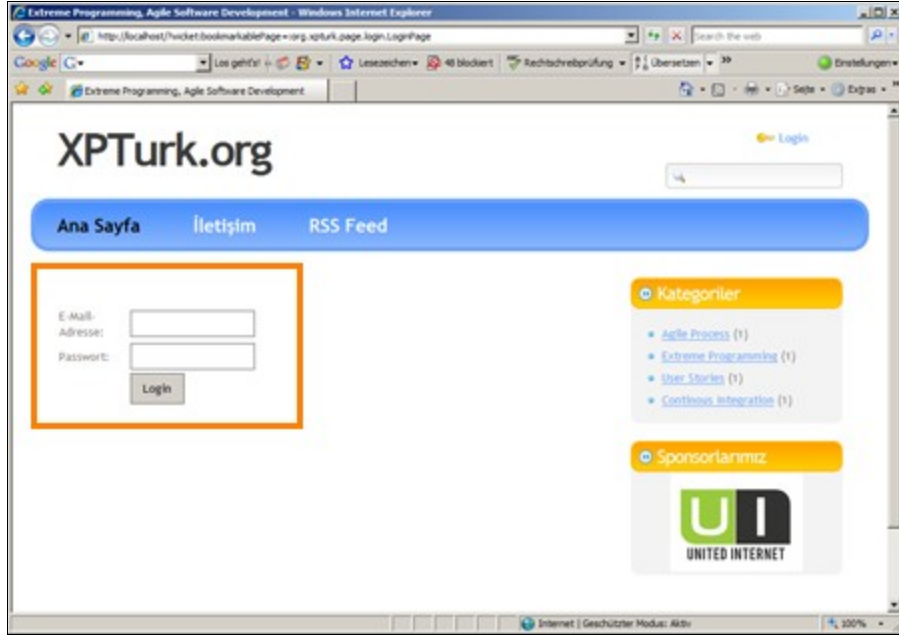 Extreme Programming, Agile Software Development - Windows Internet Explorer
http://localhost/?wicket:bookmarkablePage=:org.xpturk.page.login.LoginPage
Search the web
Google G Los geht's! Lesezeichen 48 blockiert Rechtschreibprüfung Übersetzen Einstellungen
Extreme Programming, Agile Software Development Seite Extras
XPTurk.org
Login
Ana Sayfa İletişim RSS Feed
E-Mail-
Adresse:
Passwort:
Login
Kategoriler
Agile Process (1)
Extreme Programming (1)
User Stories (1)
Continous Integration (1)
Sponsorlarımız
UI
UNITED INTERNET
Internet | Geschützter Modus: Aktiv 100%